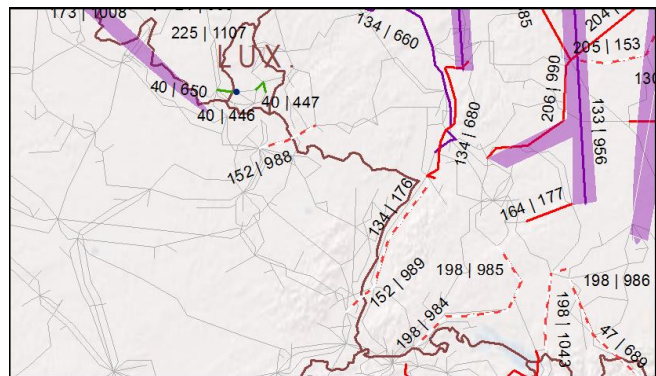 173 | 1008
225 | 1107
LUX.
134 | 660
204
205 | 153
40 | 650
40 | 447
40 | 446
206 | 990
133 | 956
134 | 680
152 | 988
134 | 176
164 | 177
198 | 985
152 | 989
198 | 986
198 | 984
198 | 1043
47 | 689